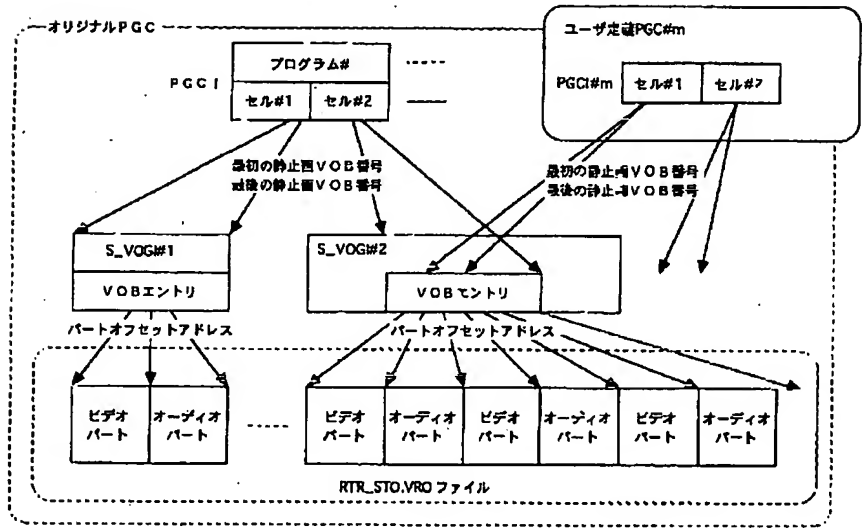 オリジナルPGC
ユーザ定義PGC#m
プログラム#
PGCI
セル#1 セル#2
PGCI#m
セル#1 セル#2
最初の静止画VOB番号
最後の静止画VOB番号
最初の静止画VOB番号
最後の静止画VOB番号
S_VOGI#1
S_VOGI#2
VOBエントリ
VOBエントリ
パートオフセットアドレス
パートオフセットアドレス
ビデオ
パート
オーディオ
パート
ビデオ
パート
オーディオ
パート
ビデオ
パート
オーディオ
パート
ビデオ
パート
オーディオ
パート
RTR_STO.VROファイル